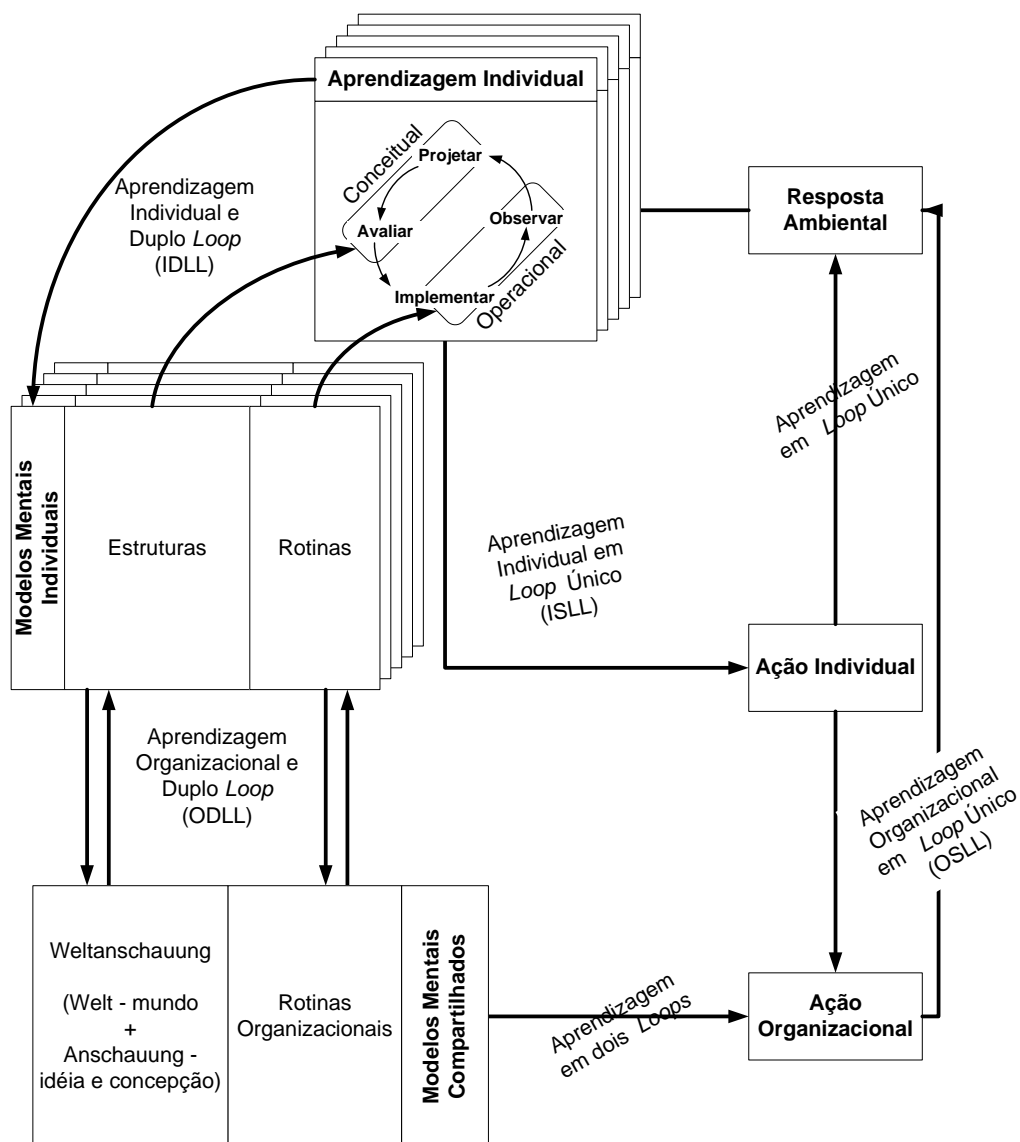 Aprendizagem Individual
Conceitual
Projetar
Avaliar
Observar
Implementar
Operacional
Aprendizagem
Individual e
Duplo Loop
(IDLL)
Resposta
Ambiental
Aprendizagem
em Loop Único
Modelos Mentais
Individuais
Estruturas
Rotinas
Aprendizagem
Individual em
Loop Único
(ISLL)
Ação Individual
Aprendizagem
Organizacional e
Duplo Loop
(ODLL)
Aprendizagem
Organizacional
em Loop Único
(OSLL)
Weltanschauung
(Welt - mundo
+
Anschauung -
idéia e concepção)
Rotinas
Organizacionais
Modelos Mentais
Compartilhados
Aprendizagem
em dois Loops
Ação
Organizacional